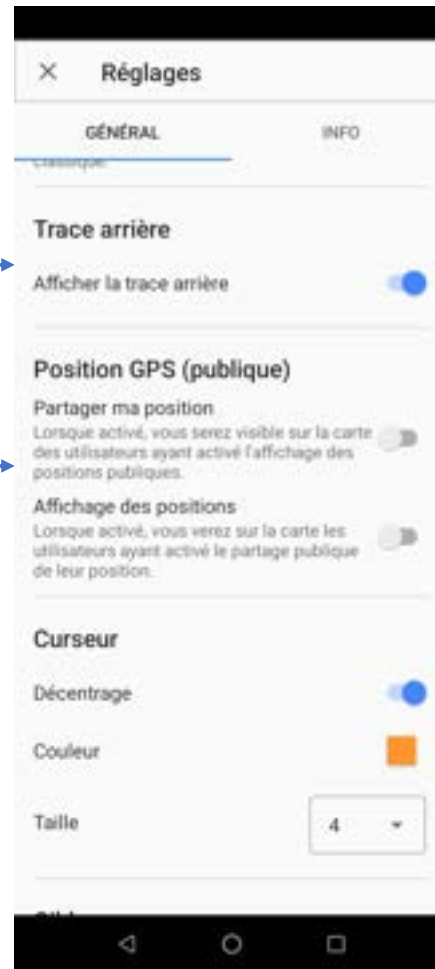 Réglages
GÉNÉRAL
INFO
classique.
Trace arrière
Afficher la trace arrière
Position GPS (publique)
Partager ma position
Lorsque activé, vous serez visible sur la carte
des utilisateurs ayant activé l'affichage des
positions publiques.
Affichage des positions
Lorsque activé, vous verez sur la carte les
utilisateurs ayant activé le partage publique
de leur position.
Curseur
Décentrage
Couleur
Taille
4